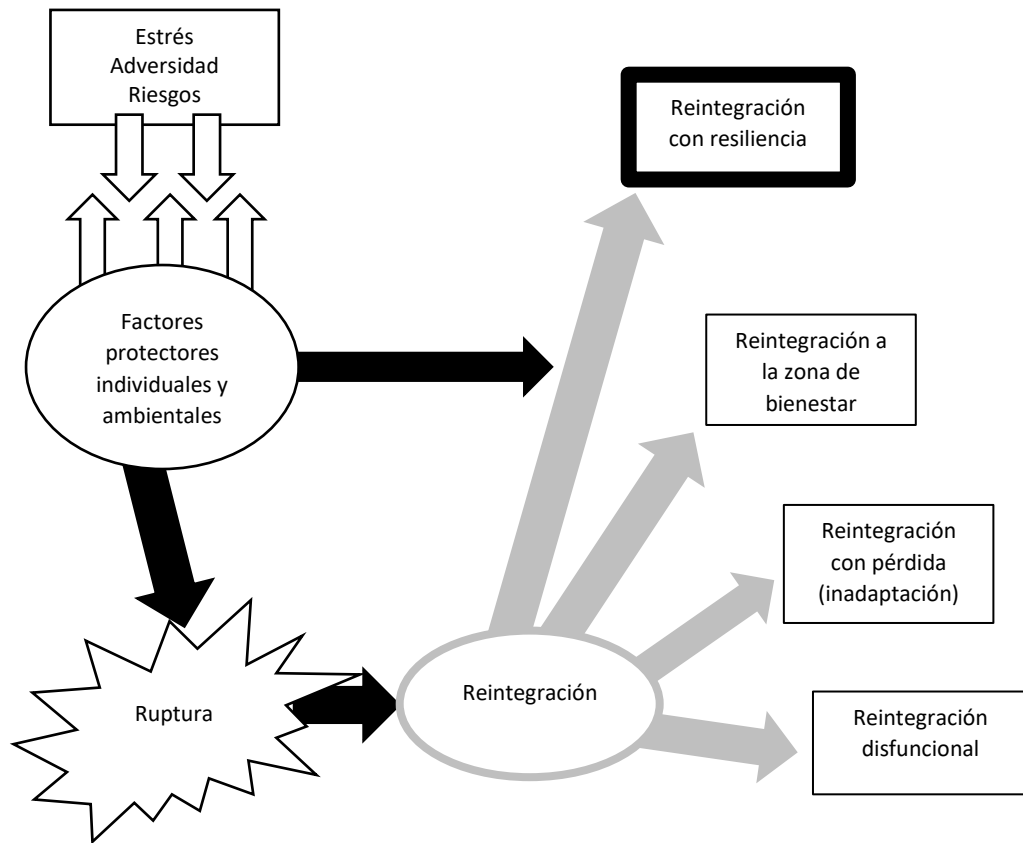 Estrés
Adversidad
Riesgos
Reintegración
con resiliencia
Factores
protectores
individuales y
ambientales
Reintegración a
la zona de
bienestar
Reintegración
con pérdida
(inadaptación)
Ruptura
Reintegración
Reintegración
disfuncional